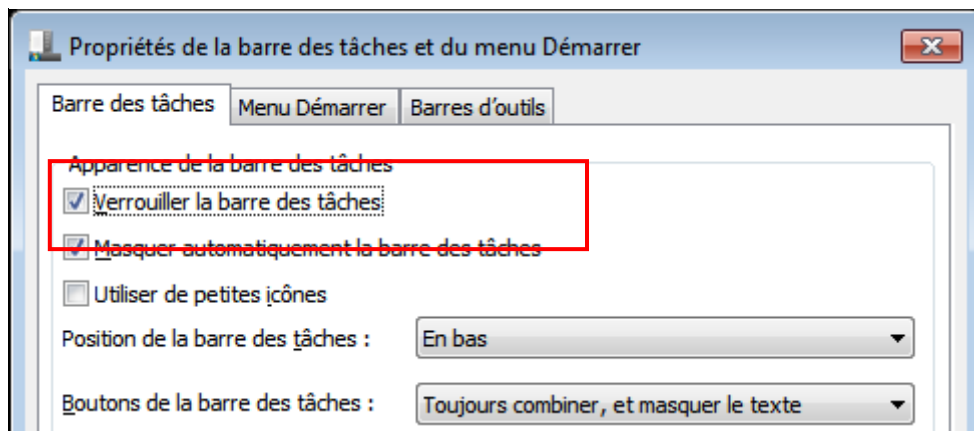 Propriétés de la barre des tâches et du menu Démarrer
Barre des tâches Menu Démarrer Barres d'outils
Apparence de la barre des tâches
Verrouiller la barre des tâches
Masquer automatiquement la barre des tâches
Utiliser de petites icônes
Position de la barre des tâches : En bas
Boutons de la barre des tâches : Toujours combiner, et masquer le texte